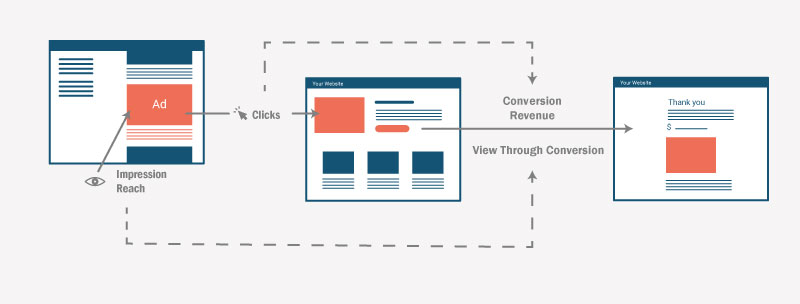 Ad
Clicks
Impression
Reach
Your Website
Conversion
Revenue
View Through Conversion
Your Website
Thank you
$